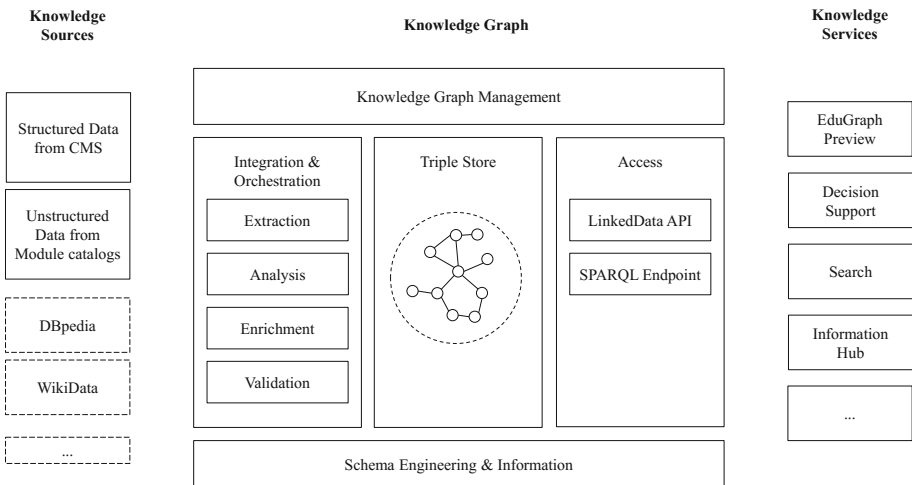 Knowledge
Sources
Structured Data
from CMS
Unstructured
Data from
Module catalogs
DBpedia
WikiData
...
Knowledge Graph
Knowledge Graph Management
Integration &
Orchestration
Extraction
Analysis
Enrichment
Validation
Triple Store
Access
LinkedData API
SPARQL Endpoint
Schema Engineering & Information
Knowledge
Services
EduGraph
Preview
Decision
Support
Search
Information
Hub
...